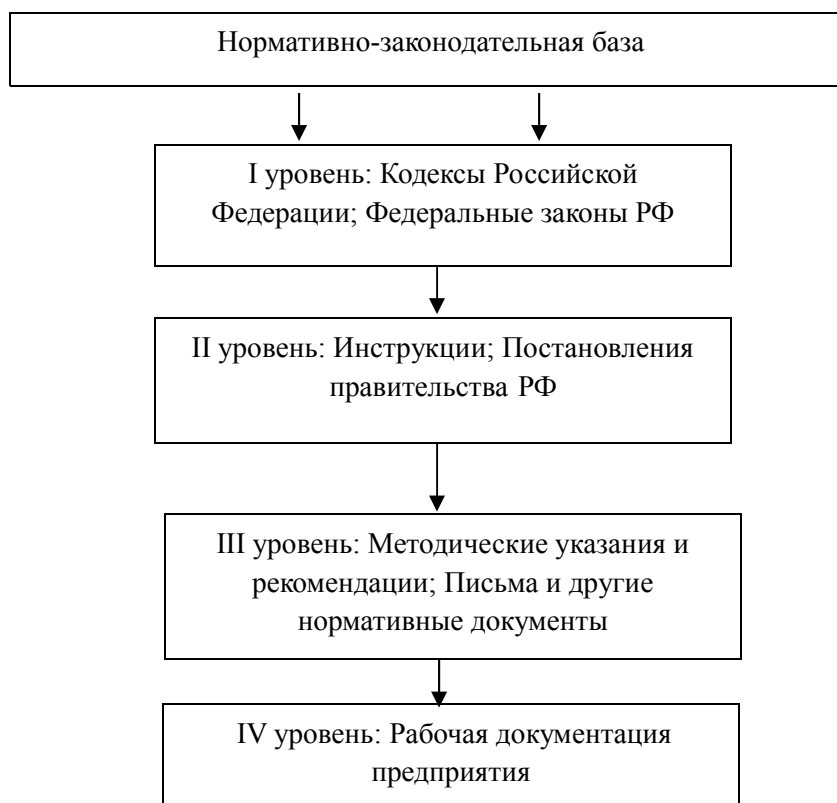 Нормативно-законодательная база
I уровень: Кодексы Российской
Федерации; Федеральные законы РФ
II уровень: Инструкции; Постановления
правительства РФ
III уровень: Методические указания и
рекомендации; Письма и другие
нормативные документы
IV уровень: Рабочая документация
предприятия